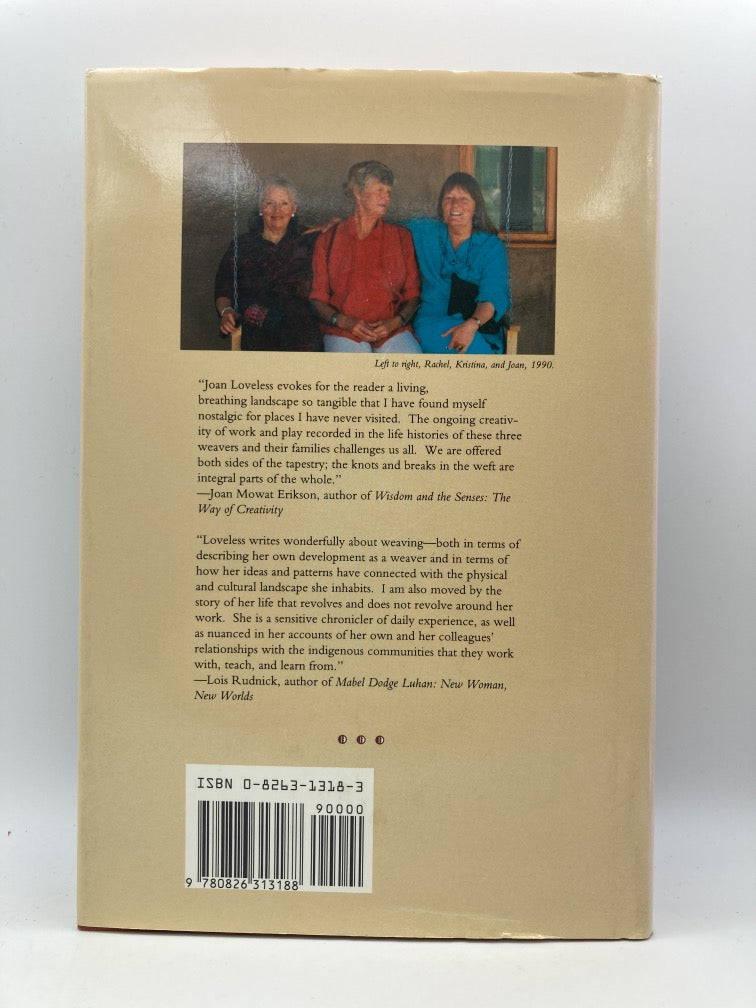 Left to right, Rachel, Kristina, and Joan, 1990.
“Joan Loveless evokes for the reader a living,
breathing landscape so tangible that I have found myself
nostalgic for places I have never visited. The ongoing creativ-
ity of work and play recorded in the life histories of these three
weavers and their families challenges us all. We are offered
both sides of the tapestry; the knots and breaks in the weft are
integral parts of the whole.”
—Joan Mowat Erikson, author of Wisdom and the Senses: The
Way of Creativity
“Loveless writes wonderfully about weaving—both in terms of
describing her own development as a weaver and in terms of
how her ideas and patterns have connected with the physical
and cultural landscape she inhabits. I am also moved by the
story of her life that revolves and does not revolve around her
work. She is a sensitive chronicler of daily experience, as well
as nuanced in her accounts of her own and her colleagues’
relationships with the indigenous communities that they work
with, teach, and learn from.”
—Lois Rudnick, author of Mabel Dodge Luhan: New Woman,
New Worlds
ISBN 0-8263-1318-3
90000
9 780826 313188